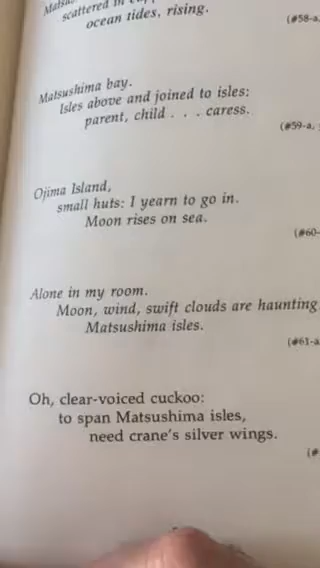 scattered in
ocean tides, rising.
(#58-a,
Matsushima bay.
Isles above and joined to isles:
parent, child . . . caress.
(#59-a,
Ojima Island,
small huts: I yearn to go in.
Moon rises on sea.
(#60-
Alone in my room.
Moon, wind, swift clouds are haunting
Matsushima isles.
(#61-a
Oh, clear-voiced cuckoo:
to span Matsushima isles,
need crane's silver wings.
(#